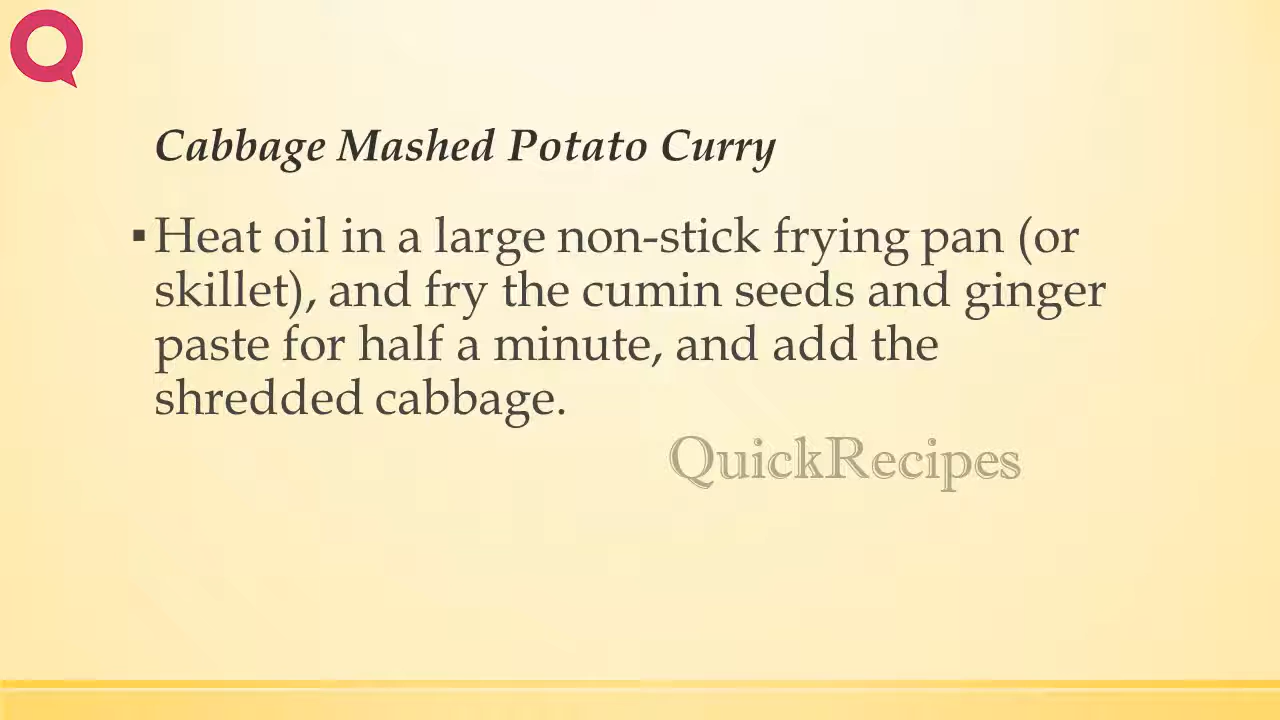 Cabbage Mashed Potato Curry
▪Heat oil in a large non-stick frying pan (or
skillet), and fry the cumin seeds and ginger
paste for half a minute, and add the
shredded cabbage.
QuickRecipes